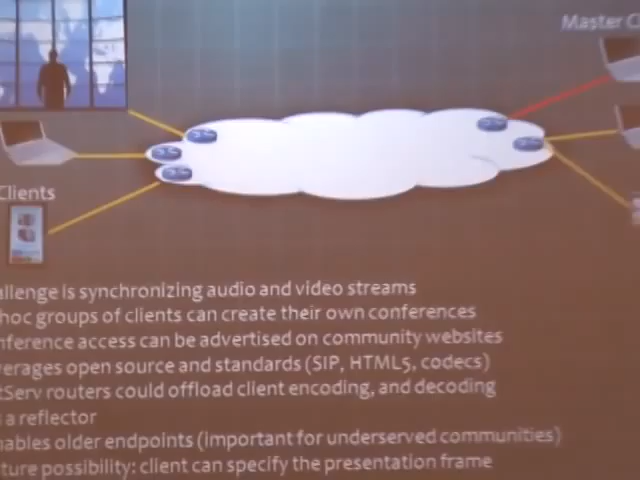 Master C
Clients
allenge is synchronizing audio and video streams
hoc groups of clients can create their own conferences
nference access can be advertised on community websites
verages open source and standards (SIP, HTML5, codecs)
tServ routers could offload client encoding, and decoding
a reflector
ables older endpoints (important for underserved communities)
ture possibility: client can specify the presentation frame